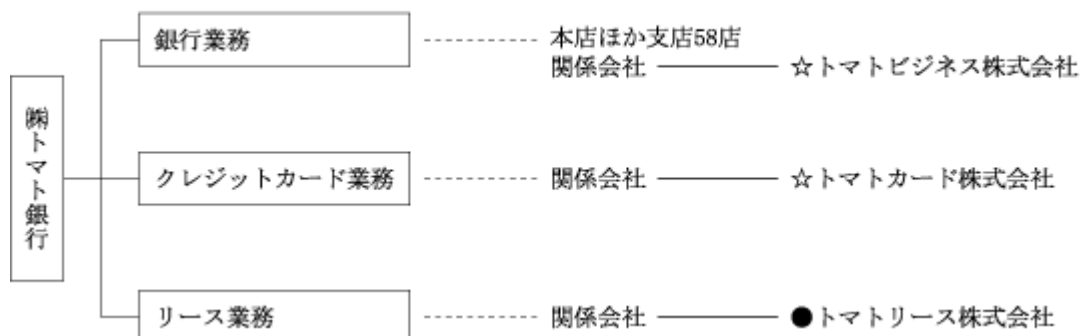 ㈱トマト銀行
銀行業務
本店ほか支店58店
関係会社
☆トマトビジネス株式会社
クレジットカード業務
関係会社
☆トマトカード株式会社
リース業務
関係会社
●トマトリース株式会社